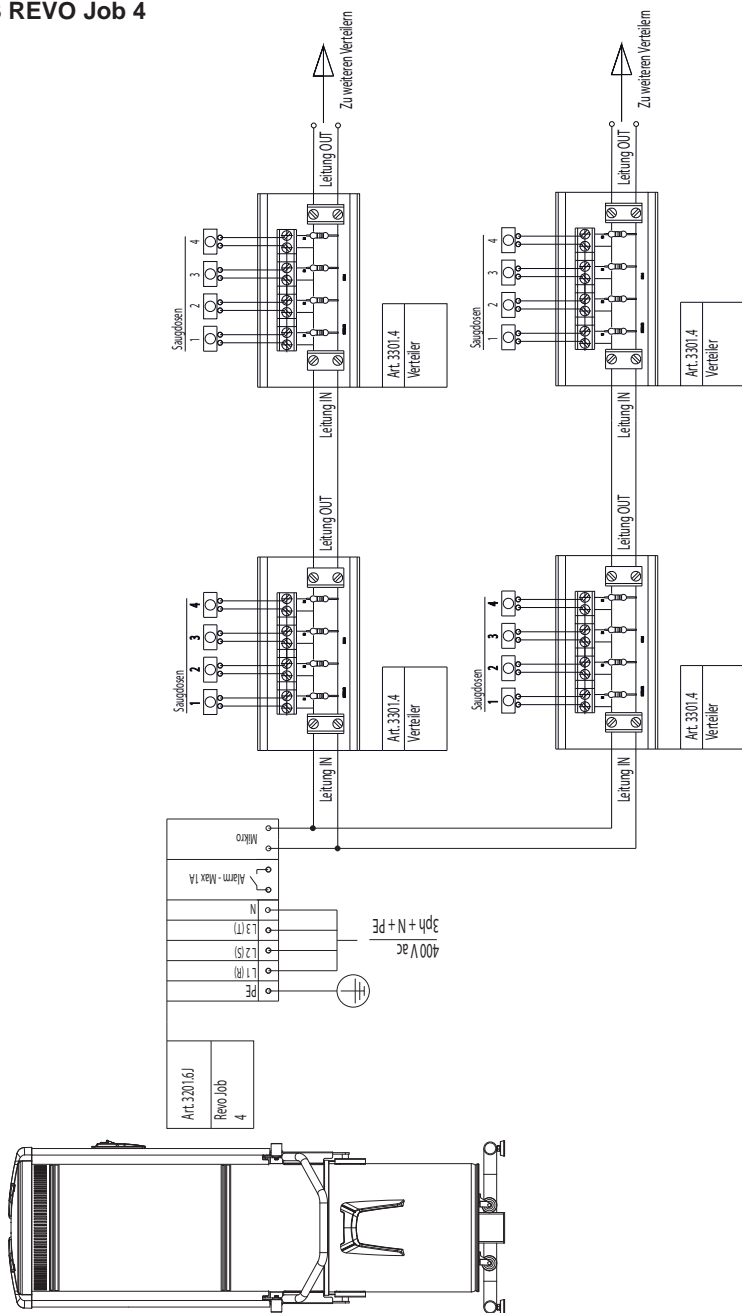 REVO Job 4
Zu weiteren Verteilern
Leitung OUT
Saugdosen
1 2 3 4
Art. 3301.4
Verteiler
Leitung IN
Leitung OUT
Saugdosen
1 2 3 4
Art. 3301.4
Verteiler
Leitung IN
Zu weiteren Verteilern
Leitung OUT
Saugdosen
1 2 3 4
Art. 3301.4
Verteiler
Leitung IN
Leitung OUT
Saugdosen
1 2 3 4
Art. 3301.4
Verteiler
Leitung IN
Mikro
Alarm - Max 1A
N
L3 (T)
L2 (S)
L1 (R)
PE
400 V ac
3ph + N + PE
Art. 3201.6J
Revo Job
4